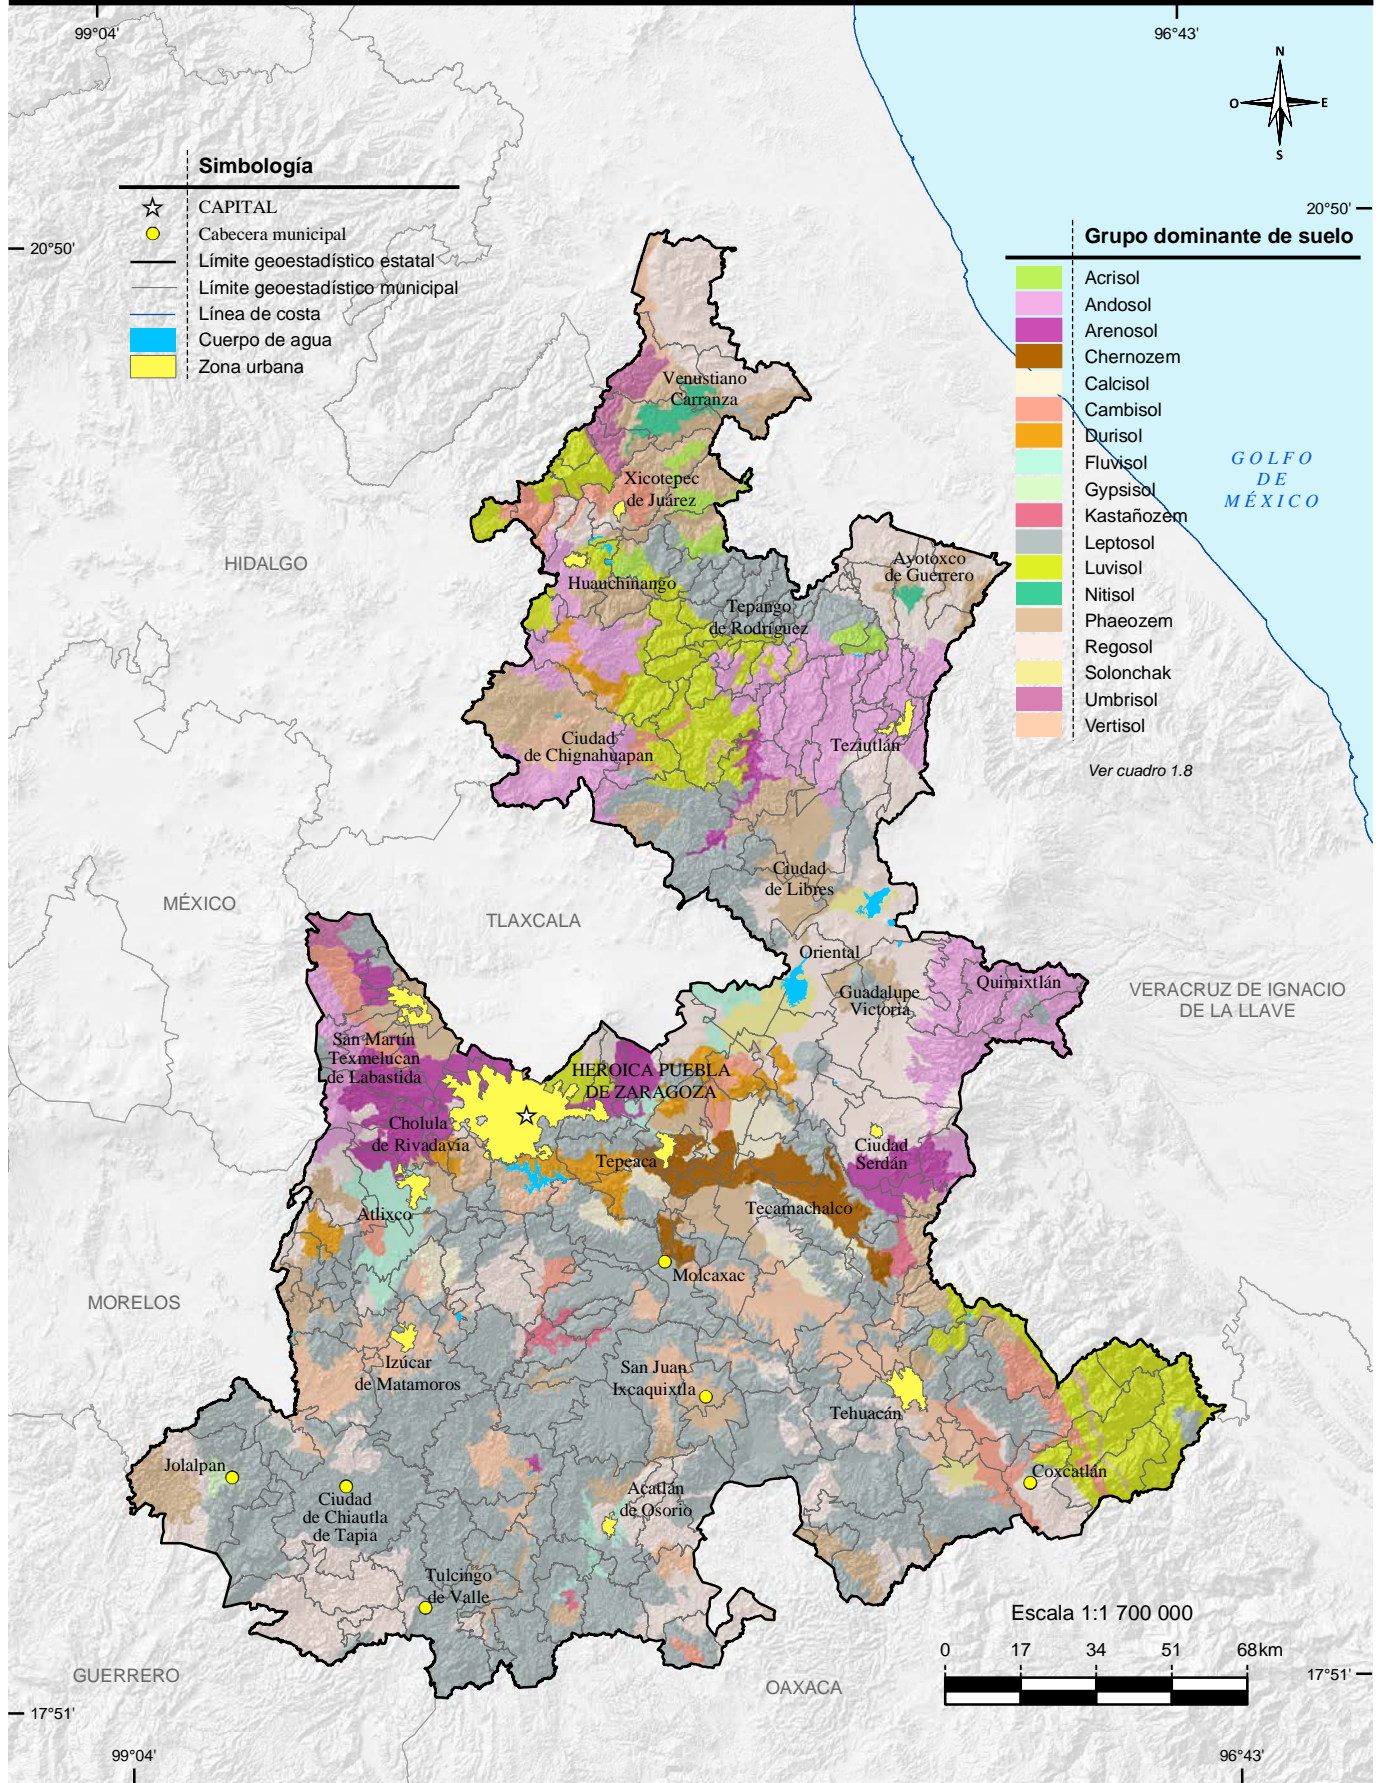 99°04'
96°43'
N
O
E
S
Simbología
CAPITAL
Cabecera municipal
Límite geoestadístico estatal
Límite geoestadístico municipal
Línea de costa
Cuerpo de agua
Zona urbana
20°50'
20°50'
Grupo dominante de suelo
Acrisol
Andosol
Arenosol
Chernozem
Calcisol
Cambisol
Durisol
Fluvisol
Gypsisol
Kastañozem
Leptosol
Luvisol
Nitisol
Phaeozem
Regosol
Solonchak
Umbrisol
Vertisol
Ver cuadro 1.8
GOLFO
DE
MÉXICO
Venustiano
Carranza
Xicotepec
de Juárez
HIDALGO
Huauchinango
Ayotoxco
de Guerrero
Tepango
de Rodríguez
Ciudad
de Chignahuapan
Teziutlán
Ciudad
de Libres
MÉXICO
TLAXCALA
Oriental
Guadalupe
Victoria
Quimixtlán
VERACRUZ DE IGNACIO
DE LA LLAVE
San Martín
Texmelucan
de Labastida
HEROICA PUEBLA
DE ZARAGOZA
Cholula
de Rivadavia
Tepeaca
Ciudad
Serdán
Atlixco
Tecamachalco
Molcaxac
MORELOS
Izúcar
de Matamoros
San Juan
Ixcaquixtla
Tehuacán
Jolalpan
Ciudad
de Chiautla
de Tapia
Acatlán
de Osorio
Coxcatlán
Tulcingo
de Valle
GUERRERO
OAXACA
Escala 1:1 700 000
0 17 34 51 68km
17°51'
17°51'
99°04'
96°43'